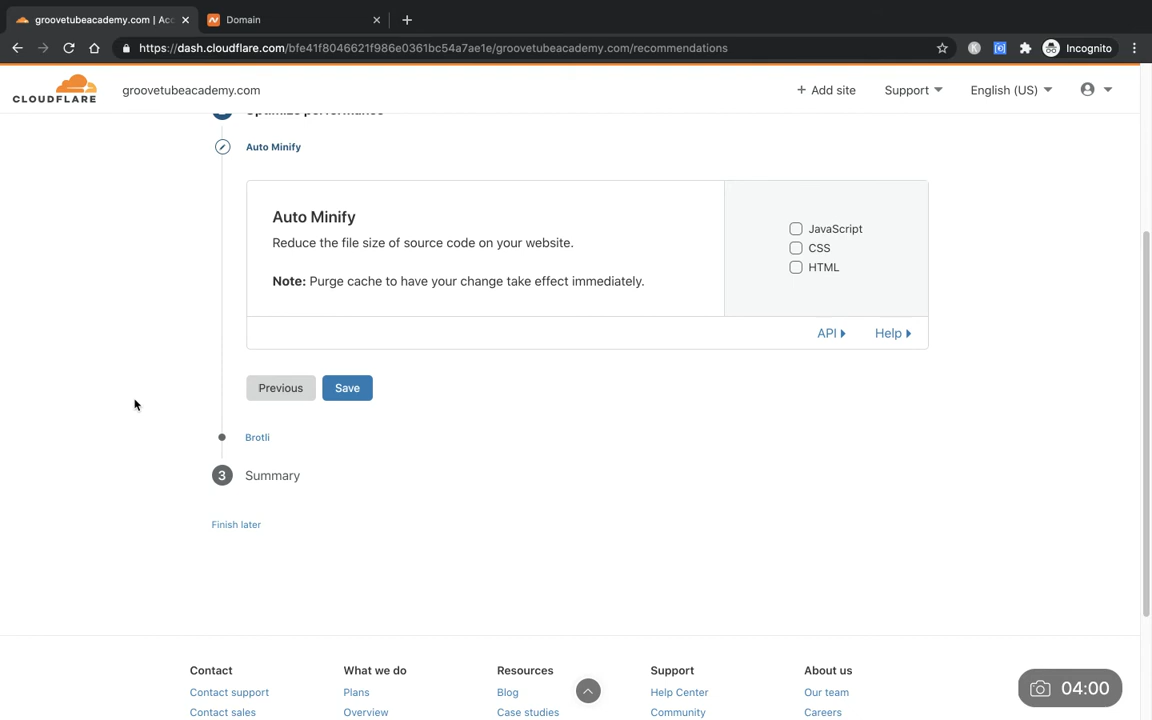 groovetubeacademy.com | Acc
Domain
https://dash.cloudflare.com/bfe41f8046621f986e0361bc54a7ae1e/groovetubeacademy.com/recommendations
Incognito
CLOUDFLARE
groovetubeacademy.com
+ Add site
Support
English (US)
Optimize performance
Auto Minify
Auto Minify
Reduce the file size of source code on your website.
Note: Purge cache to have your change take effect immediately.
JavaScript
CSS
HTML
API
Help
Previous
Save
Brotli
3 Summary
Finish later
Contact
What we do
Resources
Support
About us
Contact support
Plans
Blog
Help Center
Our team
Contact sales
Overview
Case studies
Community
Careers
04:00